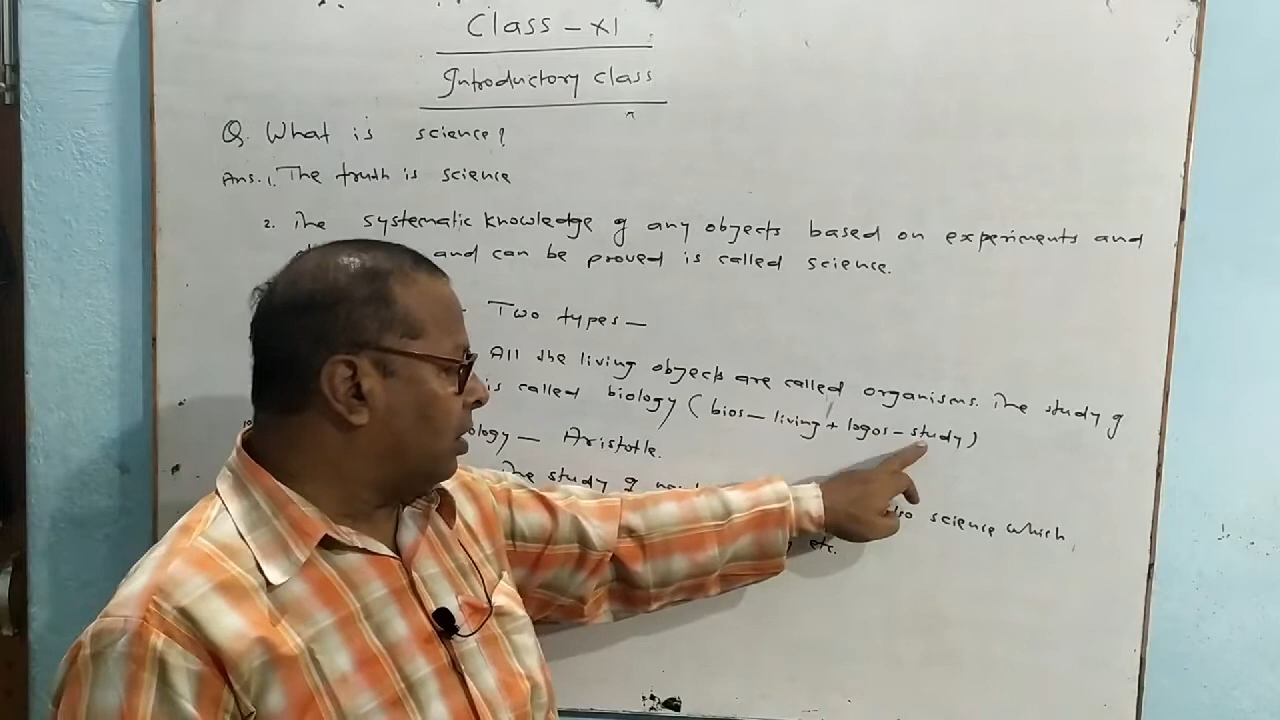 Class - XI
Introductory class
Q. What is science?
Ans. 1. The truth is science
2. The systematic knowledge of any objects based on experiments and
and can be proved is called science.
- Two types -
All the living objects are called organisms. The study of
is called biology (bios - living + logos - study)
ology - Aristotle.
The study of
also science which
etc.